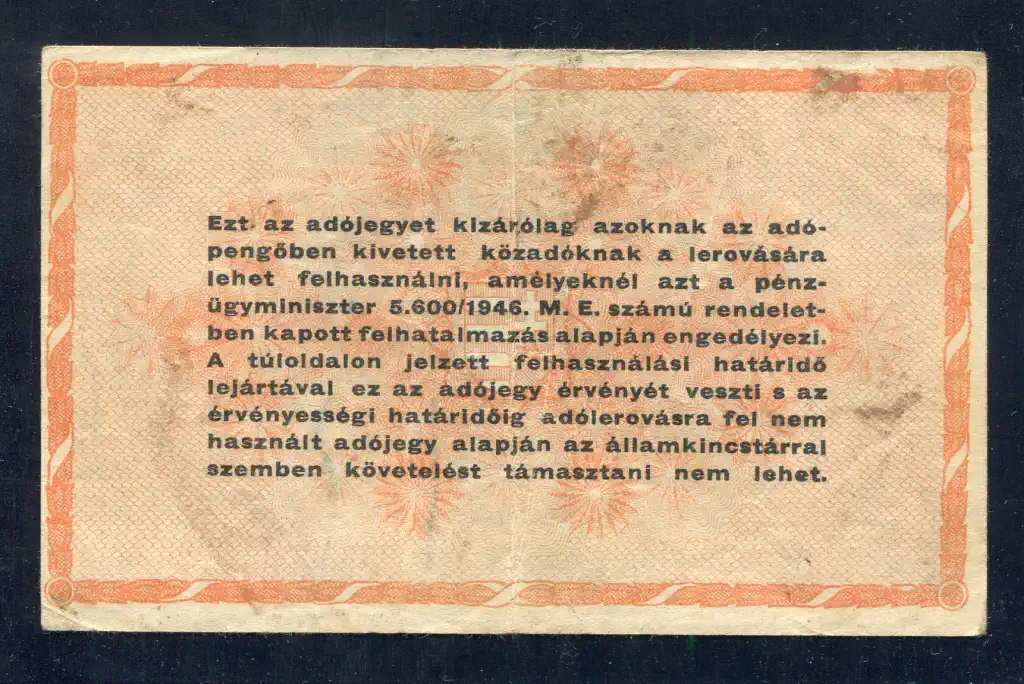 Ezt az adójegyet kizárólag azoknak az adó-
pengőben kivetett közadóknak a lerovására
lehet felhasználni, amelyeknél azt a pénz-
ügyminiszter 5.600/1946. M. E. számú rendelet-
ben kapott felhatalmazás alapján engedélyezi.
A túloldalon jelzett felhasználási határidő
lejártával ez az adójegy érvényét veszti s az
érvényességi határidőig adólerovásra fel nem
használt adójegy alapján az államkincstárral
szemben követelést támasztani nem lehet.